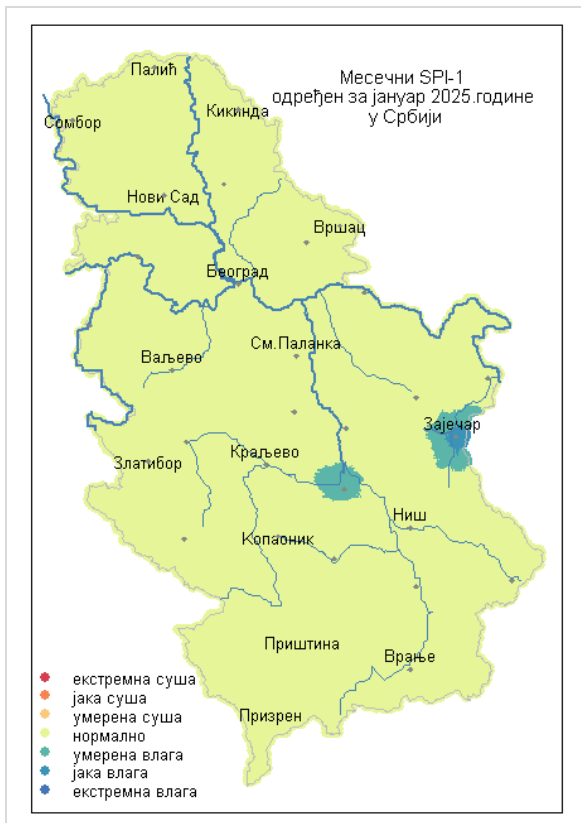 Месечни SPI-1
одређен за јануар 2025.године
у Србији
Палић
Кикинда
Сомбор
Нови Сад
Вршац
Београд
См.Паланка
Ваљево
Зајечар
Златибор
Краљево
Ниш
Копаоник
Приштина
Врање
Призрен
екстремна суша
јака суша
умерена суша
нормално
умерена влага
јака влага
екстремна влага